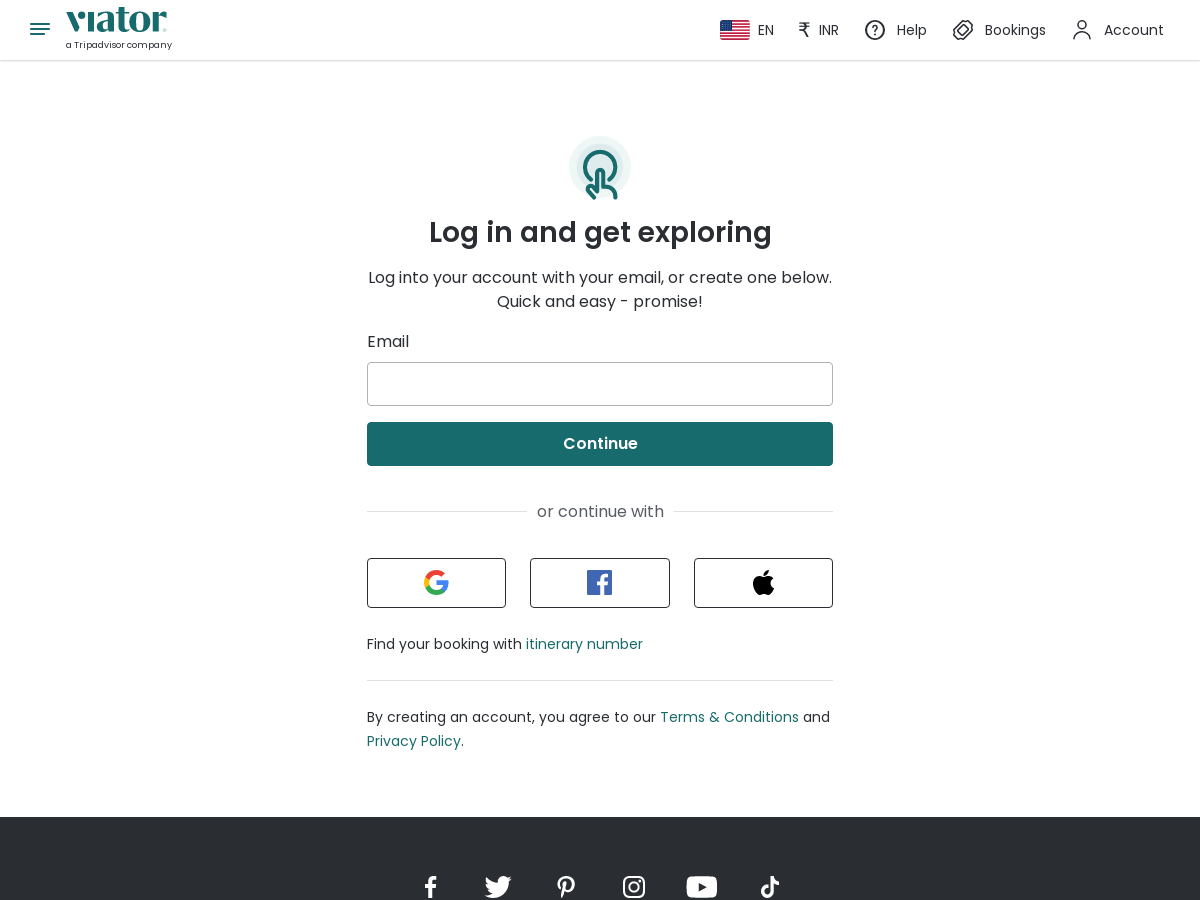 viator
a Tripadvisor company
EN
₹ INR
Help
Bookings
Account
Log in and get exploring
Log into your account with your email, or create one below.
Quick and easy - promise!
Email
Continue
or continue with
Find your booking with itinerary number
By creating an account, you agree to our Terms & Conditions and
Privacy Policy.